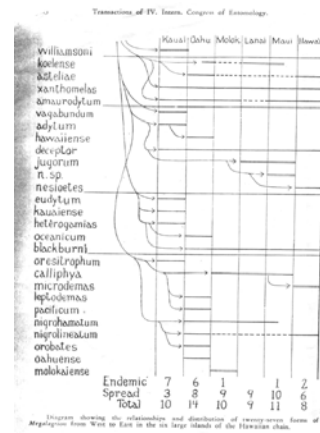 Transactions of IV. Intern. Congress of Entomology.
Kauai Oahu Molok. Lanai Maui Hawaii
williamsoni
koelense
asteliae
xanthomelas
amaurodytum
vagabundum
adytum
hawaiiense
deceptor
jugorum
n. sp.
nesiotes
eudytum
kauaiense
heterogamias
oceanicum
blackburni
oresitrophum
calliphya
microdemas
leptodemas
pacificum
nigrohamatum
nigrolineatum
orobates
oahuense
molokaiense
Endemic 7 6 1 1 2
Spread 3 8 9 9 10 6
Total 10 14 10 9 11 8
Diagram showing the relationships and distribution of twenty-seven forms of
Megalagrion from West to East in the six large islands of the Hawaiian chain.